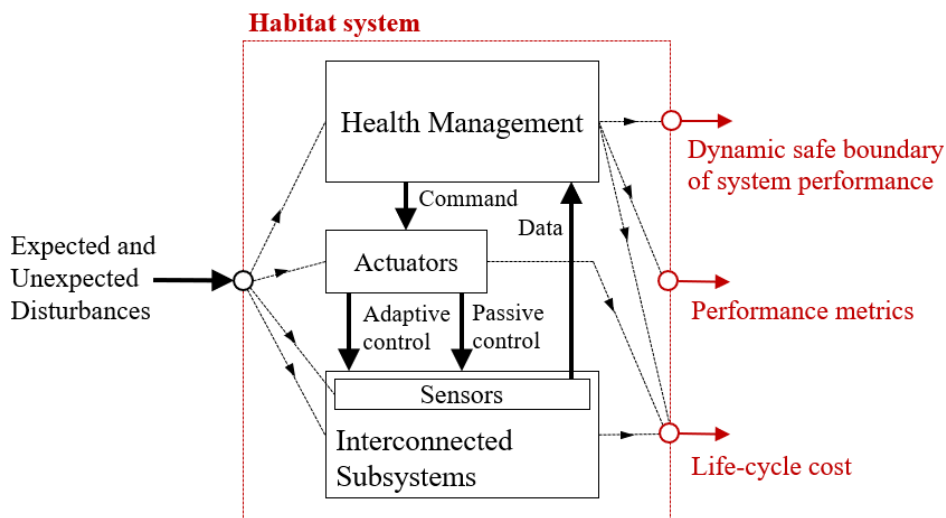 Habitat system
Health Management
Dynamic safe boundary
of system performance
Command
Data
Expected and
Unexpected
Disturbances
Actuators
Adaptive
control
Passive
control
Performance metrics
Sensors
Interconnected
Subsystems
Life-cycle cost